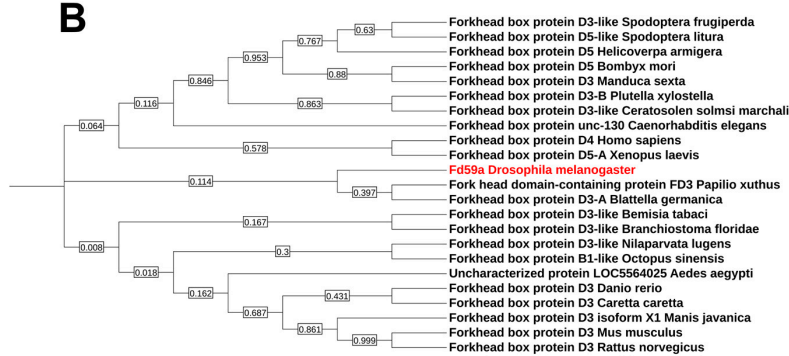 B
Forkhead box protein D3-like Spodoptera frugiperda
0.63
Forkhead box protein D5-like Spodoptera litura
0.767
Forkhead box protein D5 Helicoverpa armigera
0.953
Forkhead box protein D5 Bombyx mori
0.88
0.846
Forkhead box protein D3 Manduca sexta
Forkhead box protein D3-B Plutella xylostella
0.116
0.863
Forkhead box protein D3-like Ceratosolen solmsi marchali
0.064
Forkhead box protein unc-130 Caenorhabditis elegans
Forkhead box protein D4 Homo sapiens
0.578
Forkhead box protein D5-A Xenopus laevis
Fd59a Drosophila melanogaster
0.114
Fork head domain-containing protein FD3 Papilio xuthus
0.397
Forkhead box protein D3-A Blattella germanica
Forkhead box protein D3-like Bemisia tabaci
0.167
Forkhead box protein D3-like Branchiostoma floridae
0.008
Forkhead box protein D3-like Nilaparvata lugens
0.3
Forkhead box protein B1-like Octopus sinensis
0.018
Uncharacterized protein LOC5564025 Aedes aegypti
0.162
Forkhead box protein D3 Danio rerio
0.431
Forkhead box protein D3 Caretta caretta
0.687
Forkhead box protein D3 isoform X1 Manis javanica
0.861
Forkhead box protein D3 Mus musculus
0.999
Forkhead box protein D3 Rattus norvegicus